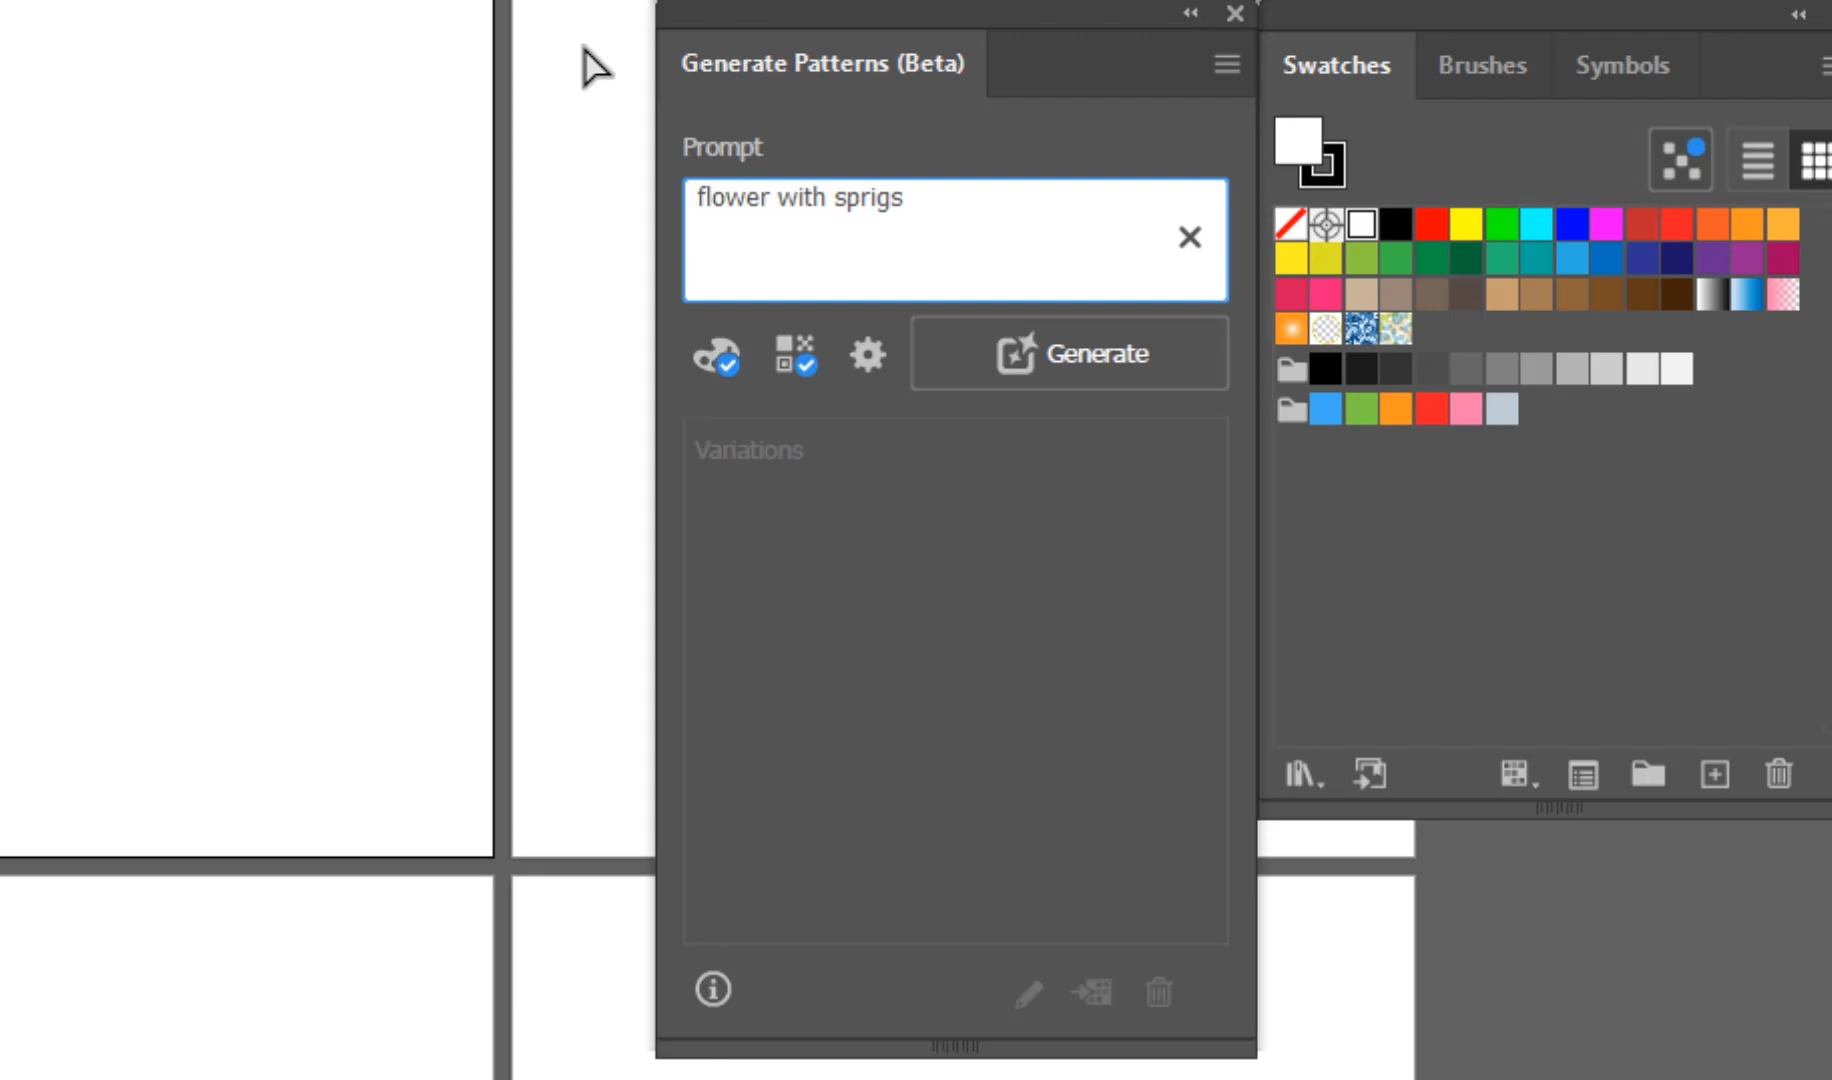 Generate Patterns (Beta)
Prompt
flower with sprigs
Generate
Variations
Swatches
Brushes
Symbols